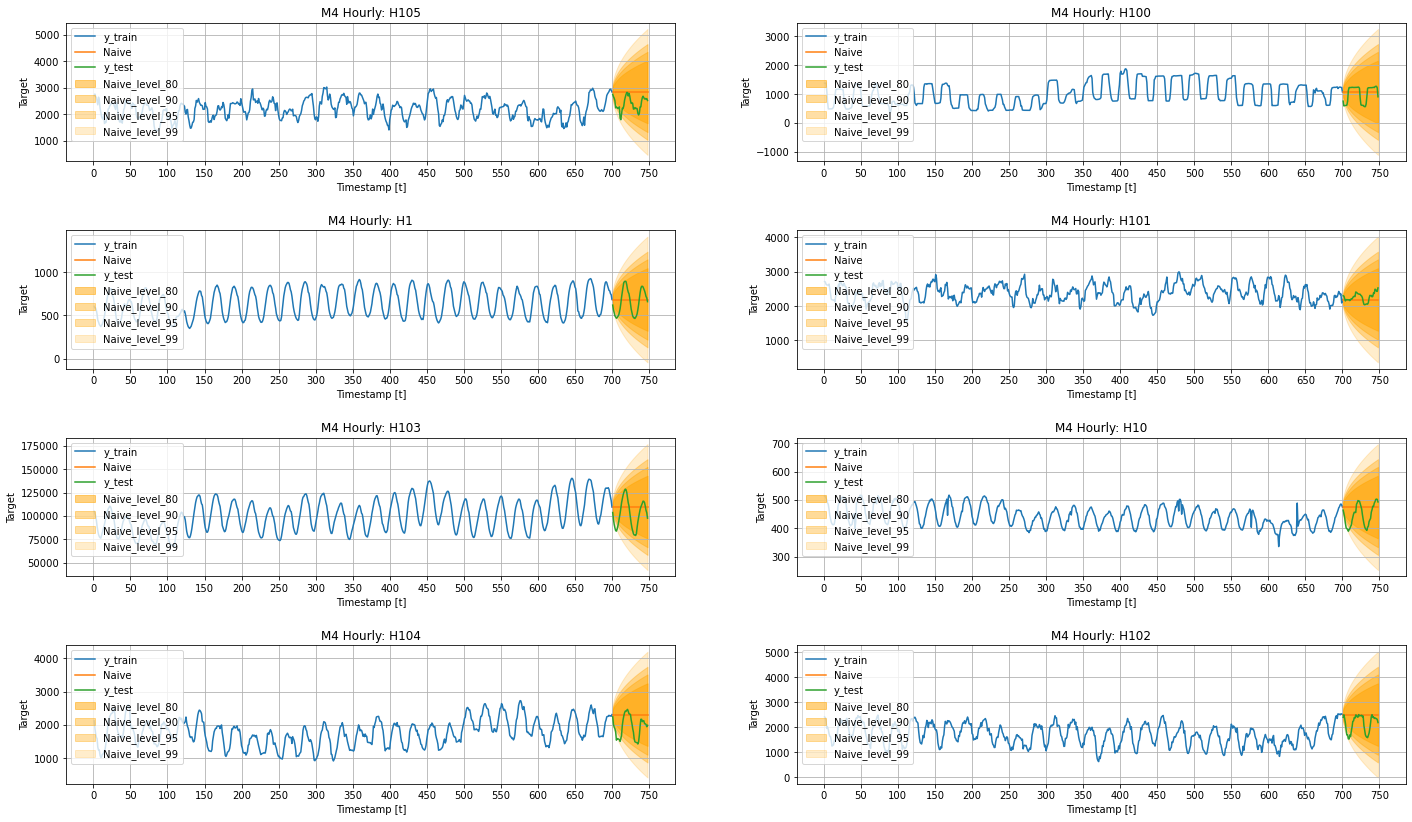 M4 Hourly: H105
Target
5000
4000
3000
2000
1000
y_train
Naive
y_test
Naive_level_80
Naive_level_90
Naive_level_95
Naive_level_99
0 50 100 150 200 250 300 350 400 450 500 550 600 650 700 750
Timestamp [t]
M4 Hourly: H100
Target
3000
2000
1000
0
−1000
y_train
Naive
y_test
Naive_level_80
Naive_level_90
Naive_level_95
Naive_level_99
0 50 100 150 200 250 300 350 400 450 500 550 600 650 700 750
Timestamp [t]
M4 Hourly: H1
Target
1000
500
0
y_train
Naive
y_test
Naive_level_80
Naive_level_90
Naive_level_95
Naive_level_99
0 50 100 150 200 250 300 350 400 450 500 550 600 650 700 750
Timestamp [t]
M4 Hourly: H101
Target
4000
3000
2000
1000
y_train
Naive
y_test
Naive_level_80
Naive_level_90
Naive_level_95
Naive_level_99
0 50 100 150 200 250 300 350 400 450 500 550 600 650 700 750
Timestamp [t]
M4 Hourly: H103
Target
175000
150000
125000
100000
75000
50000
y_train
Naive
y_test
Naive_level_80
Naive_level_90
Naive_level_95
Naive_level_99
0 50 100 150 200 250 300 350 400 450 500 550 600 650 700 750
Timestamp [t]
M4 Hourly: H10
Target
700
600
500
400
300
y_train
Naive
y_test
Naive_level_80
Naive_level_90
Naive_level_95
Naive_level_99
0 50 100 150 200 250 300 350 400 450 500 550 600 650 700 750
Timestamp [t]
M4 Hourly: H104
Target
4000
3000
2000
1000
y_train
Naive
y_test
Naive_level_80
Naive_level_90
Naive_level_95
Naive_level_99
0 50 100 150 200 250 300 350 400 450 500 550 600 650 700 750
Timestamp [t]
M4 Hourly: H102
Target
5000
4000
3000
2000
1000
0
y_train
Naive
y_test
Naive_level_80
Naive_level_90
Naive_level_95
Naive_level_99
0 50 100 150 200 250 300 350 400 450 500 550 600 650 700 750
Timestamp [t]